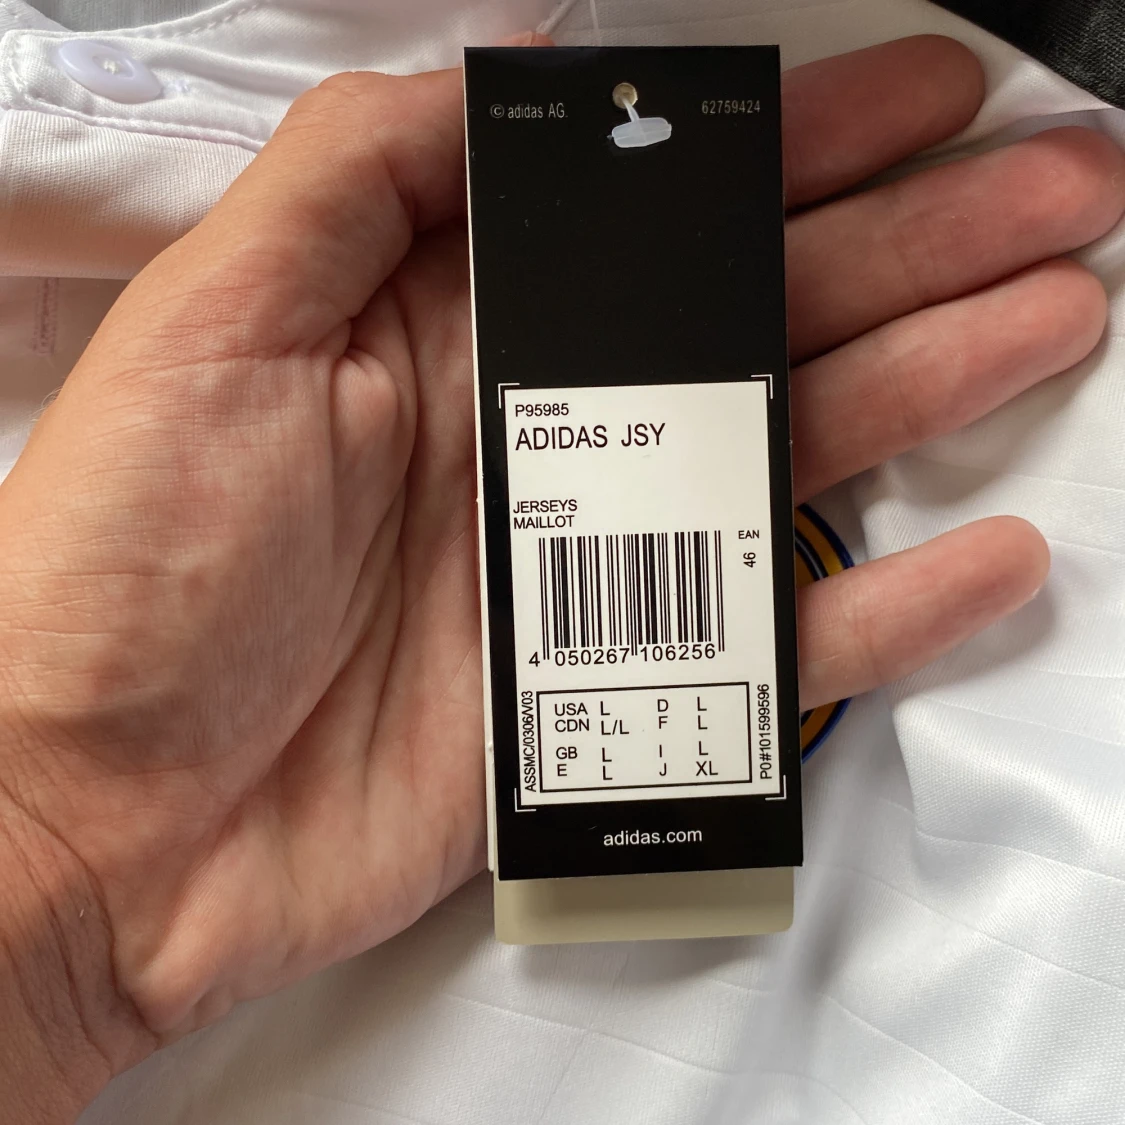 © adidas AG. 62759424
P95985
ADIDAS JSY
JERSEYS
MAILLOT
EAN
46
4 050267 106256
ASSMC/0306/V03
USA L D L
CDN L/L F L
GB L I L
E L J XL
PO#101599596
adidas.com